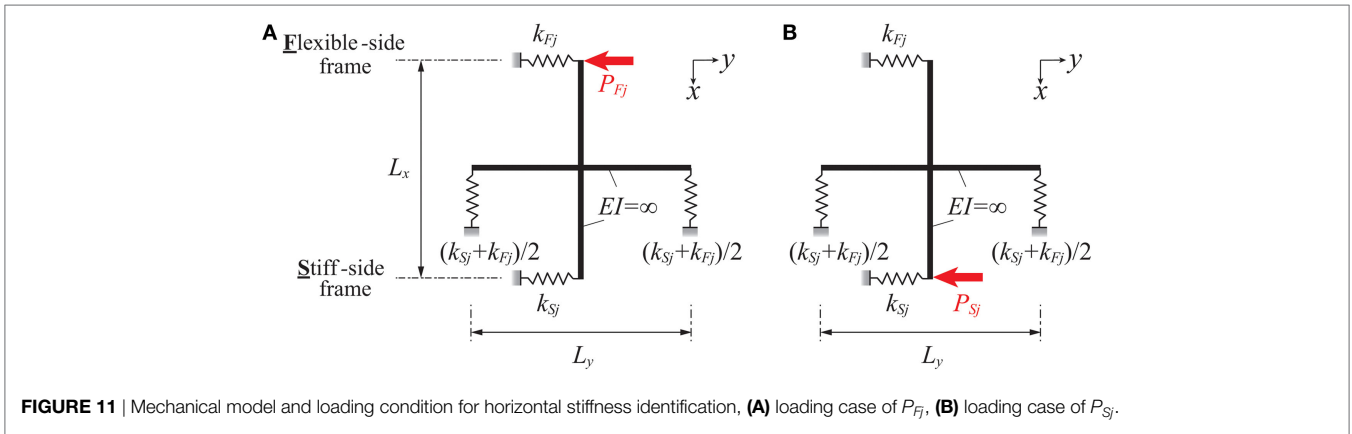 A
Flexible-side
frame
k_Fj
P_Fj
y
x
L_x
EI=∞
(k_Sj+k_Fj)/2
(k_Sj+k_Fj)/2
Stiff-side
frame
k_Sj
L_y
B
k_Fj
y
x
EI=∞
(k_Sj+k_Fj)/2
(k_Sj+k_Fj)/2
k_Sj
P_Sj
L_y
FIGURE 11 | Mechanical model and loading condition for horizontal stiffness identification, (A) loading case of P_Fj, (B) loading case of P_Sj.